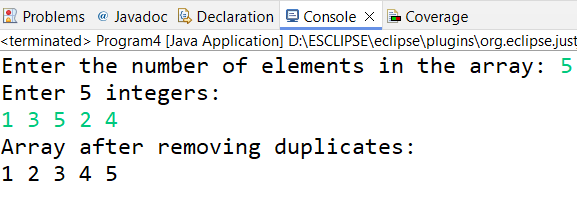 Problems @ Javadoc Declaration Console × Coverage
<terminated> Program4 [Java Application] D:\ESCLIPSE\eclipse\plugins\org.eclipse.just
Enter the number of elements in the array: 5
Enter 5 integers:
1 3 5 2 4
Array after removing duplicates:
1 2 3 4 5